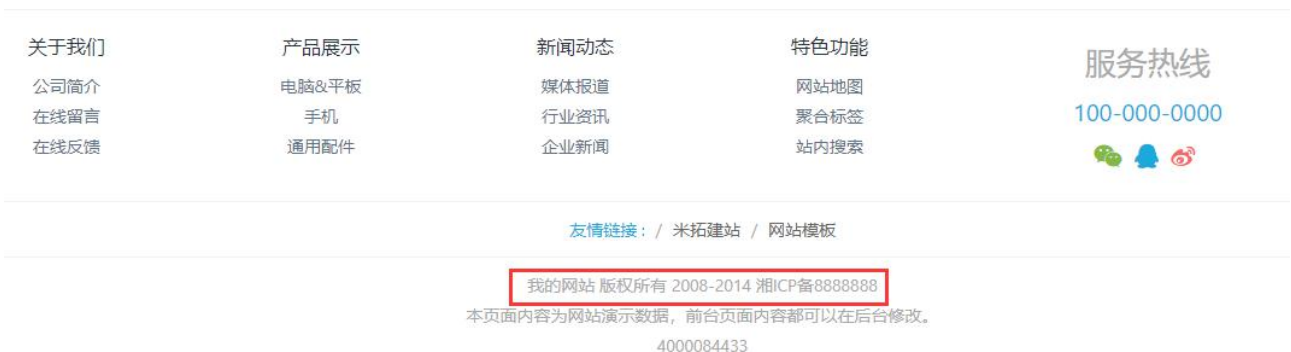 关于我们
公司简介
在线留言
在线反馈
产品展示
电脑&平板
手机
通用配件
新闻动态
媒体报道
行业资讯
企业新闻
特色功能
网站地图
聚合标签
站内搜索
服务热线
100-000-0000
友情链接： / 米拓建站 / 网站模板
我的网站 版权所有 2008-2014 湘ICP备8888888
本页面内容为网站演示数据，前台页面内容都可以在后台修改。
4000084433